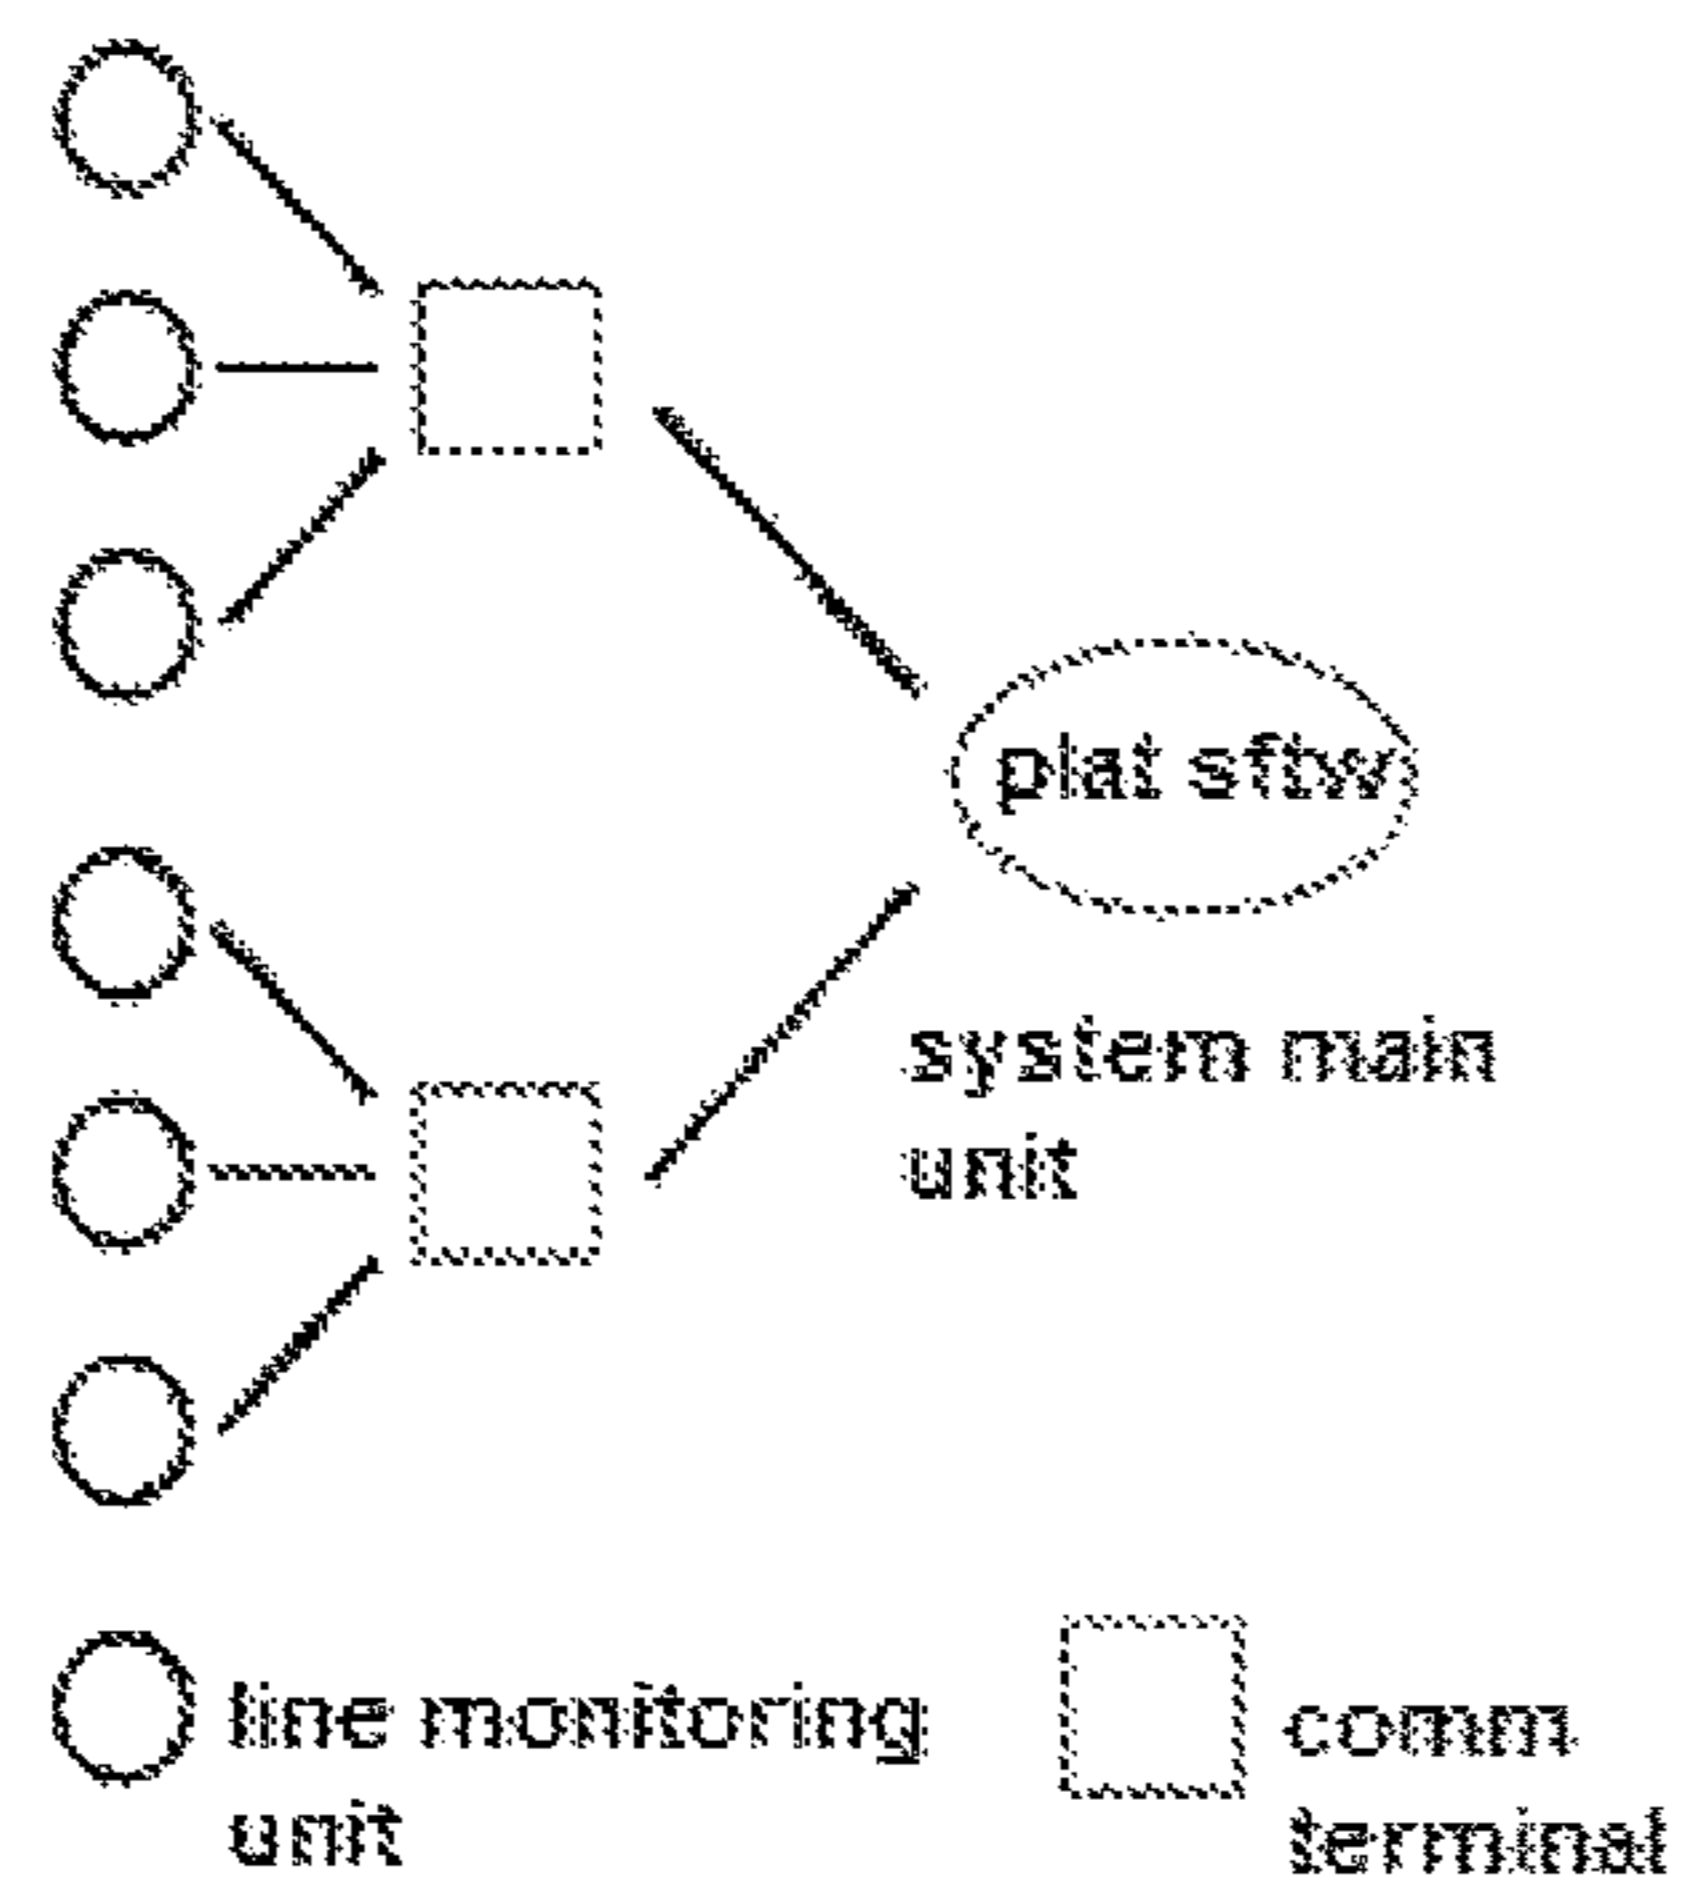 plat sftw
system main
unit
line monitoring
unit
comm
terminal